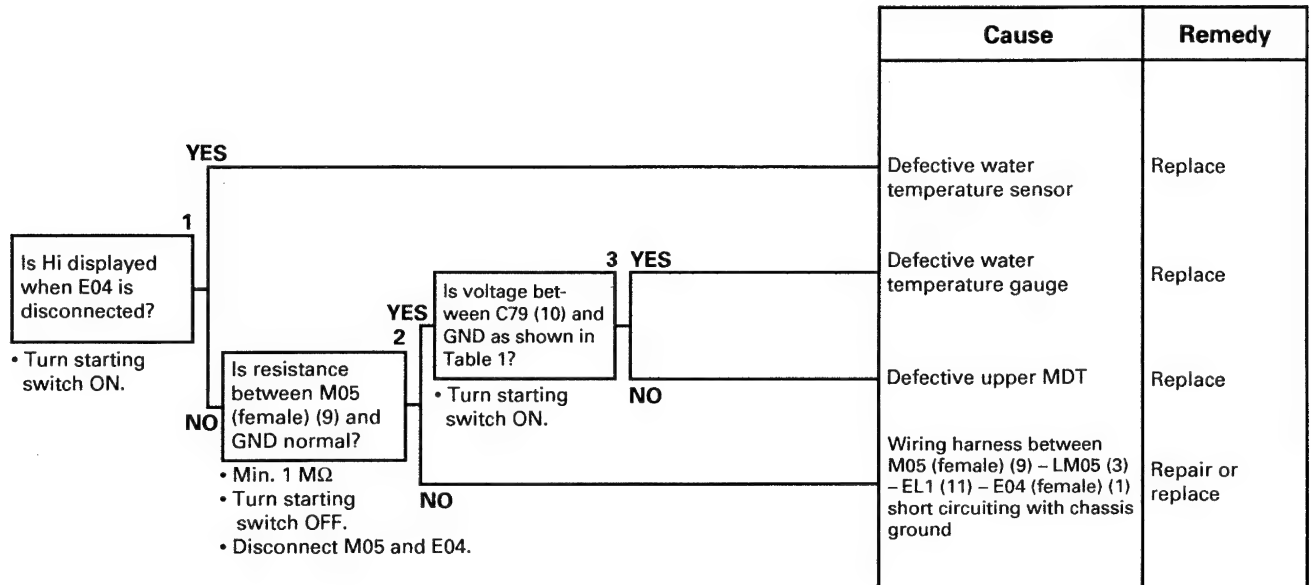 Cause
Remedy
YES
Defective water
temperature sensor
Replace
1
Is Hi displayed
when E04 is
disconnected?
• Turn starting
switch ON.
NO
YES
2
Is resistance
between M05
(female) (9) and
GND normal?
• Min. 1 MΩ
• Turn starting
switch OFF.
• Disconnect M05 and E04.
3 YES
Is voltage bet-
ween C79 (10) and
GND as shown in
Table 1?
• Turn starting
switch ON.
NO
Defective water
temperature gauge
Replace
Defective upper MDT
Replace
NO
Wiring harness between
M05 (female) (9) – LM05 (3)
– EL1 (11) – E04 (female) (1)
short circuiting with chassis
ground
Repair or
replace